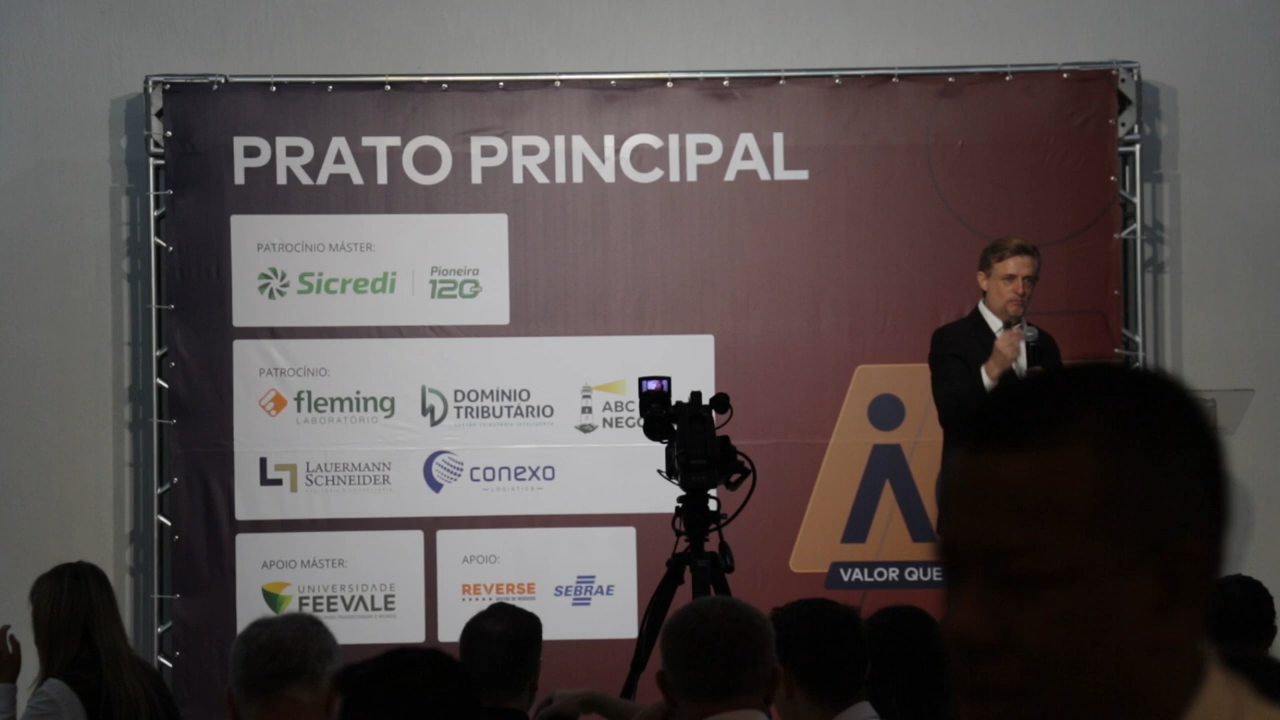 PRATO PRINCIPAL
PATROCÍNIO MÁSTER:
Sicredi
Pioneira
120
PATROCÍNIO:
fleming
LABORATÓRIO
DOMÍNIO
TRIBUTÁRIO
ABC
LAUERMANN
SCHNEIDER
CONEXO
LOGISTICS
APOIO MÁSTER:
UNIVERSIDADE
FEEVALE
APOIO:
REVERSE
SEBRAE
VALOR QUE